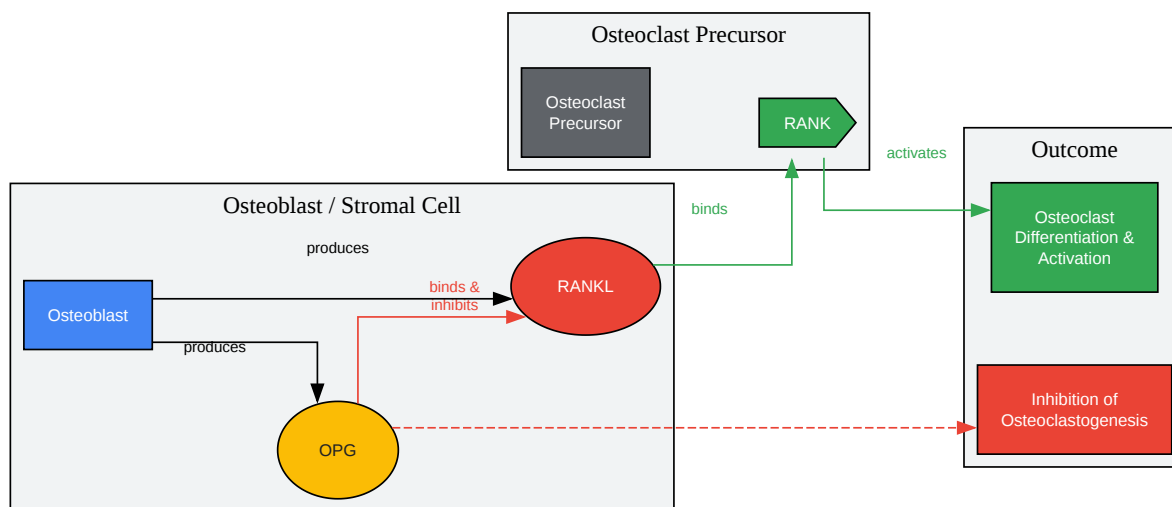 Osteoclast Precursor
Osteoclast
Precursor
RANK
activates
Outcome
Osteoclast
Differentiation &
Activation
binds
Osteoblast / Stromal Cell
produces
binds &
inhibits
RANKL
Osteoblast
produces
OPG
Inhibition of
Osteoclastogenesis